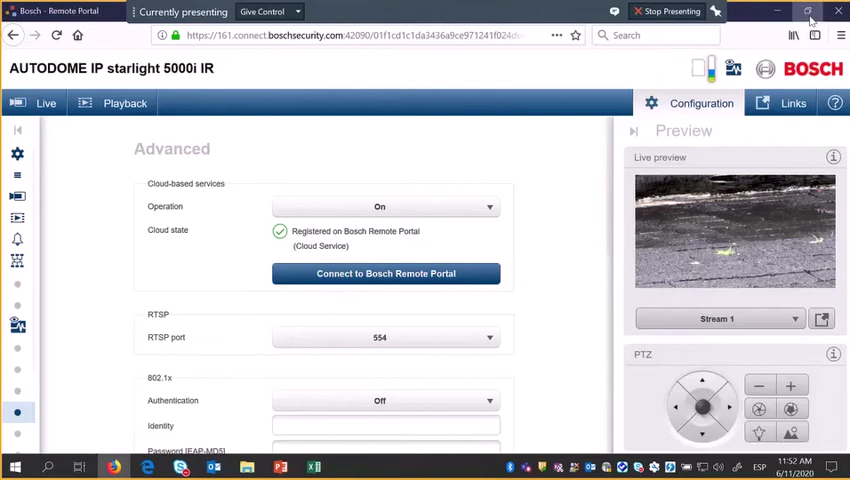 Bosch - Remote Portal
Currently presenting
Give Control
Stop Presenting
https://161.connect.boschsecurity.com:42090/01f1cd1c1da3436a9ce971241f024de
Search
AUTODOME IP starlight 5000i IR
BOSCH
Live
Playback
Configuration
Links
Advanced
Preview
Cloud-based services
Operation
On
Cloud state
Registered on Bosch Remote Portal
(Cloud Service)
Connect to Bosch Remote Portal
RTSP
RTSP port
554
802.1x
Authentication
Off
Identity
Password [EAP-MD5]
Live preview
Stream 1
PTZ
ESP
11:52 AM
6/11/2020